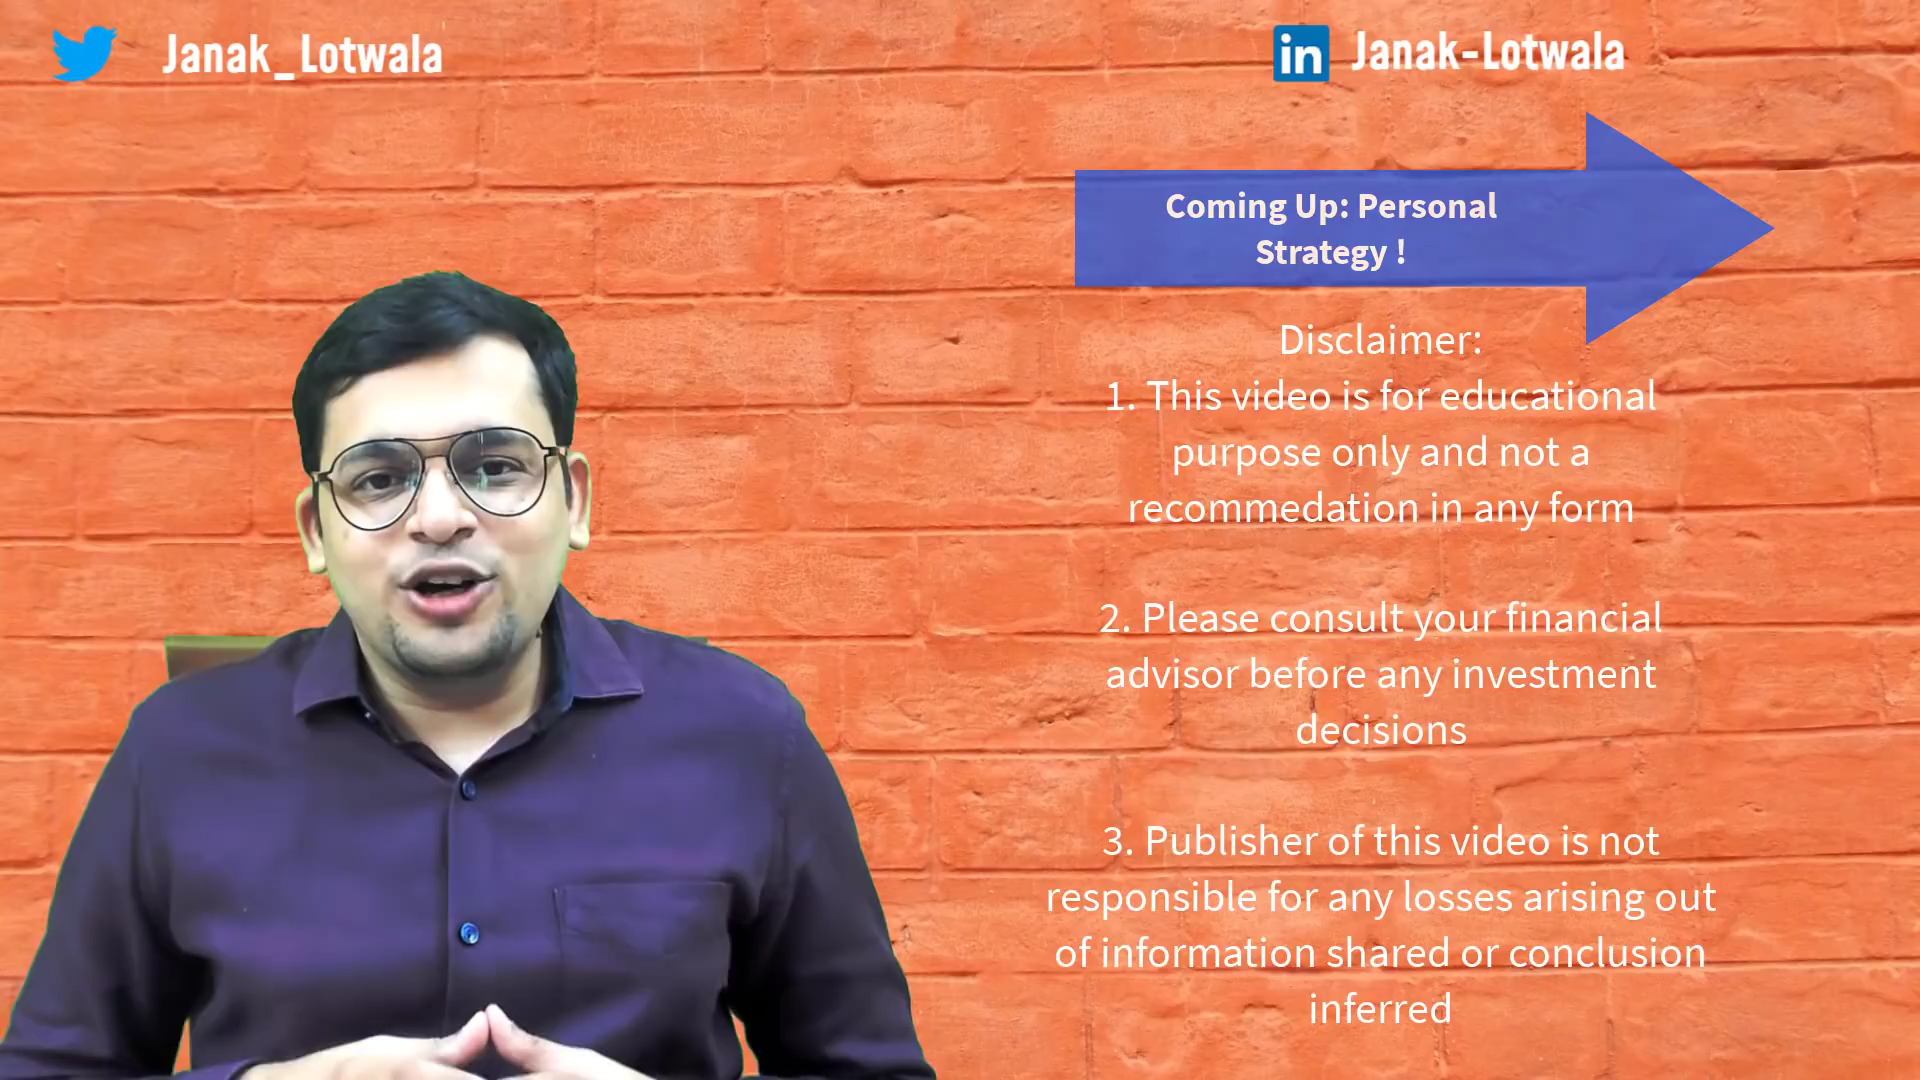 Janak_Lotwala
in Janak-Lotwala
Coming Up: Personal
Strategy !
Disclaimer:
1. This video is for educational
purpose only and not a
recommedation in any form
2. Please consult your financial
advisor before any investment
decisions
3. Publisher of this video is not
responsible for any losses arising out
of information shared or conclusion
inferred